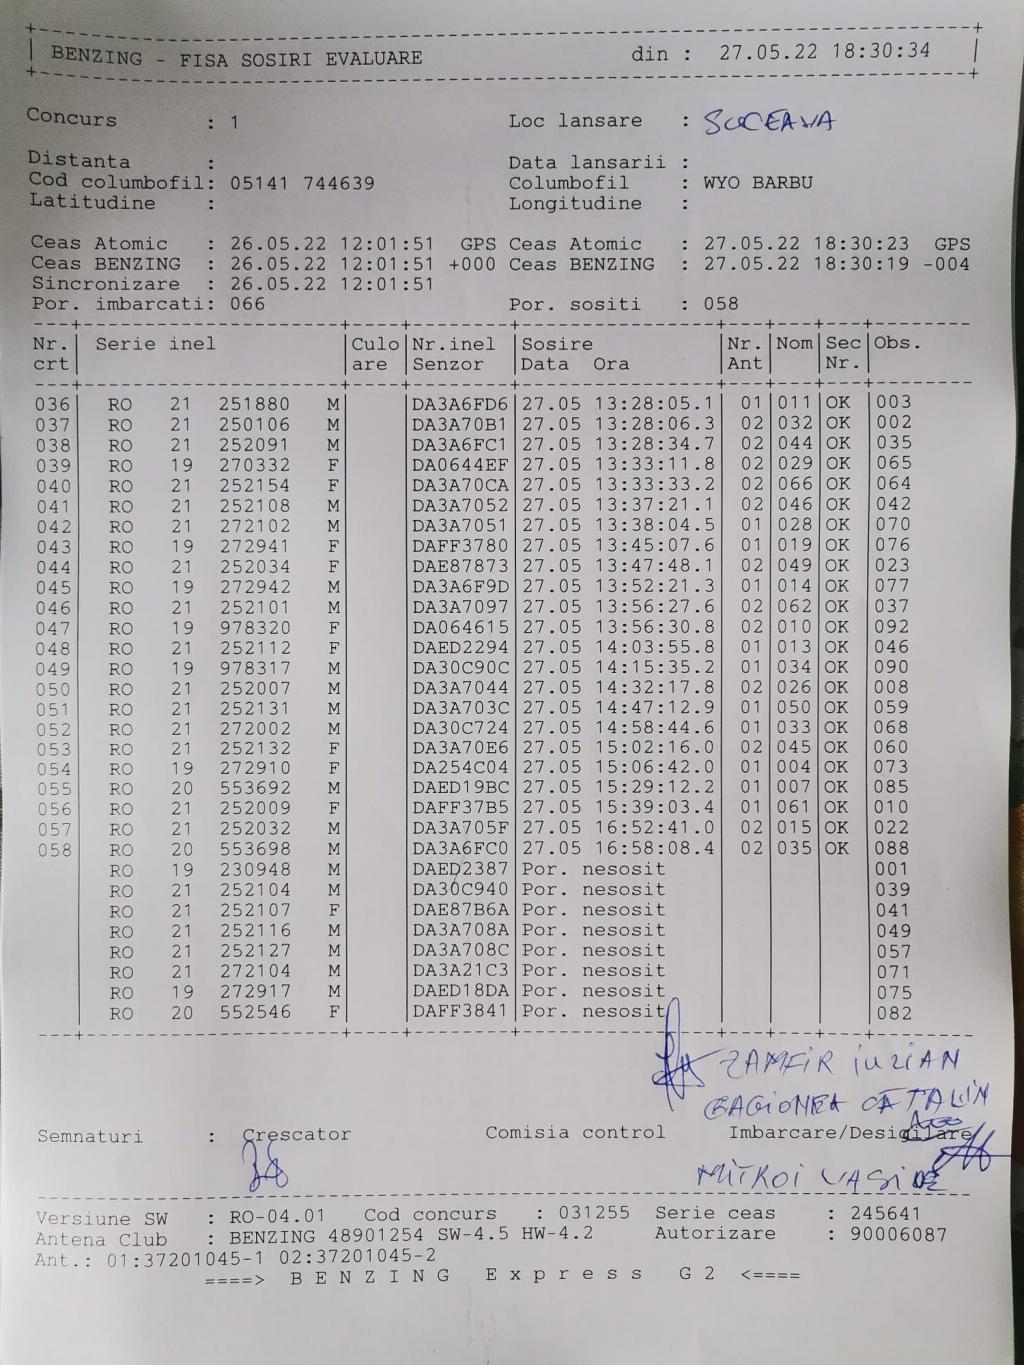 BENZING - FISA SOSIRI EVALUARE din : 27.05.22 18:30:34
Concurs : 1 Loc lansare : SUCEAVA
Distanta : Data lansarii :
Cod columbofil: 05141 744639 Columbofil : WYO BARBU
Latitudine : Longitudine :
Ceas Atomic : 26.05.22 12:01:51 GPS Ceas Atomic : 27.05.22 18:30:23 GPS
Ceas BENZING : 26.05.22 12:01:51 +000 Ceas BENZING : 27.05.22 18:30:19 -004
Sincronizare : 26.05.22 12:01:51
Por. imbarcati: 066 Por. sositi : 058
Nr. Serie inel Culo Nr.inel Sosire Nr. Nom Sec Obs.
crt are Senzor Data Ora Ant Nr.
036 RO 21 251880 M DA3A6FD6 27.05 13:28:05.1 01 011 OK 003
037 RO 21 250106 M DA3A70B1 27.05 13:28:06.3 02 032 OK 002
038 RO 21 252091 M DA3A6FC1 27.05 13:28:34.7 02 044 OK 035
039 RO 19 270332 F DA0644EF 27.05 13:33:11.8 02 029 OK 065
040 RO 21 252154 F DA3A70CA 27.05 13:33:33.2 02 066 OK 064
041 RO 21 252108 M DA3A7052 27.05 13:37:21.1 02 046 OK 042
042 RO 21 272102 M DA3A7051 27.05 13:38:04.5 01 028 OK 070
043 RO 19 272941 F DAFF3780 27.05 13:45:07.6 01 019 OK 076
044 RO 21 252034 F DAE87873 27.05 13:47:48.1 02 049 OK 023
045 RO 19 272942 M DA3A6F9D 27.05 13:52:21.3 01 014 OK 077
046 RO 21 252101 M DA3A7097 27.05 13:56:27.6 02 062 OK 037
047 RO 19 978320 F DA064615 27.05 13:56:30.8 02 010 OK 092
048 RO 21 252112 F DAED2294 27.05 14:03:55.8 01 013 OK 046
049 RO 19 978317 M DA30C90C 27.05 14:15:35.2 01 034 OK 090
050 RO 21 252007 M DA3A7044 27.05 14:32:17.8 02 026 OK 008
051 RO 21 252131 M DA3A703C 27.05 14:47:12.9 01 050 OK 059
052 RO 21 272002 M DA30C724 27.05 14:58:44.6 01 033 OK 068
053 RO 21 252132 F DA3A70E6 27.05 15:02:16.0 02 045 OK 060
054 RO 19 272910 F DA254C04 27.05 15:06:42.0 01 004 OK 073
055 RO 20 553692 M DAED19BC 27.05 15:29:12.2 01 007 OK 085
056 RO 21 252009 F DAFF37B5 27.05 15:39:03.4 01 061 OK 010
057 RO 21 252032 M DA3A705F 27.05 16:52:41.0 02 015 OK 022
058 RO 20 553698 M DA3A6FC0 27.05 16:58:08.4 02 035 OK 088
RO 19 230948 M DAED2387 Por. nesosit 001
RO 21 252104 M DA30C940 Por. nesosit 039
RO 21 252107 F DAE87B6A Por. nesosit 041
RO 21 252116 M DA3A708A Por. nesosit 049
RO 21 252127 M DA3A708C Por. nesosit 057
RO 21 272104 M DA3A21C3 Por. nesosit 071
RO 19 272917 M DAED18DA Por. nesosit 075
RO 20 552546 F DAFF3841 Por. nesosit 082
ZAMFIR IULIAN
CATALIN
Semnaturi : Crescator Comisia control Imbarcare/Desigilare
MITROI VASILE
Versiune SW : RO-04.01 Cod concurs : 031255 Serie ceas : 245641
Antena Club : BENZING 48901254 SW-4.5 HW-4.2 Autorizare : 90006087
Ant.: 01:37201045-1 02:37201045-2
====> B E N Z I N G E x p r e s s G 2 <====